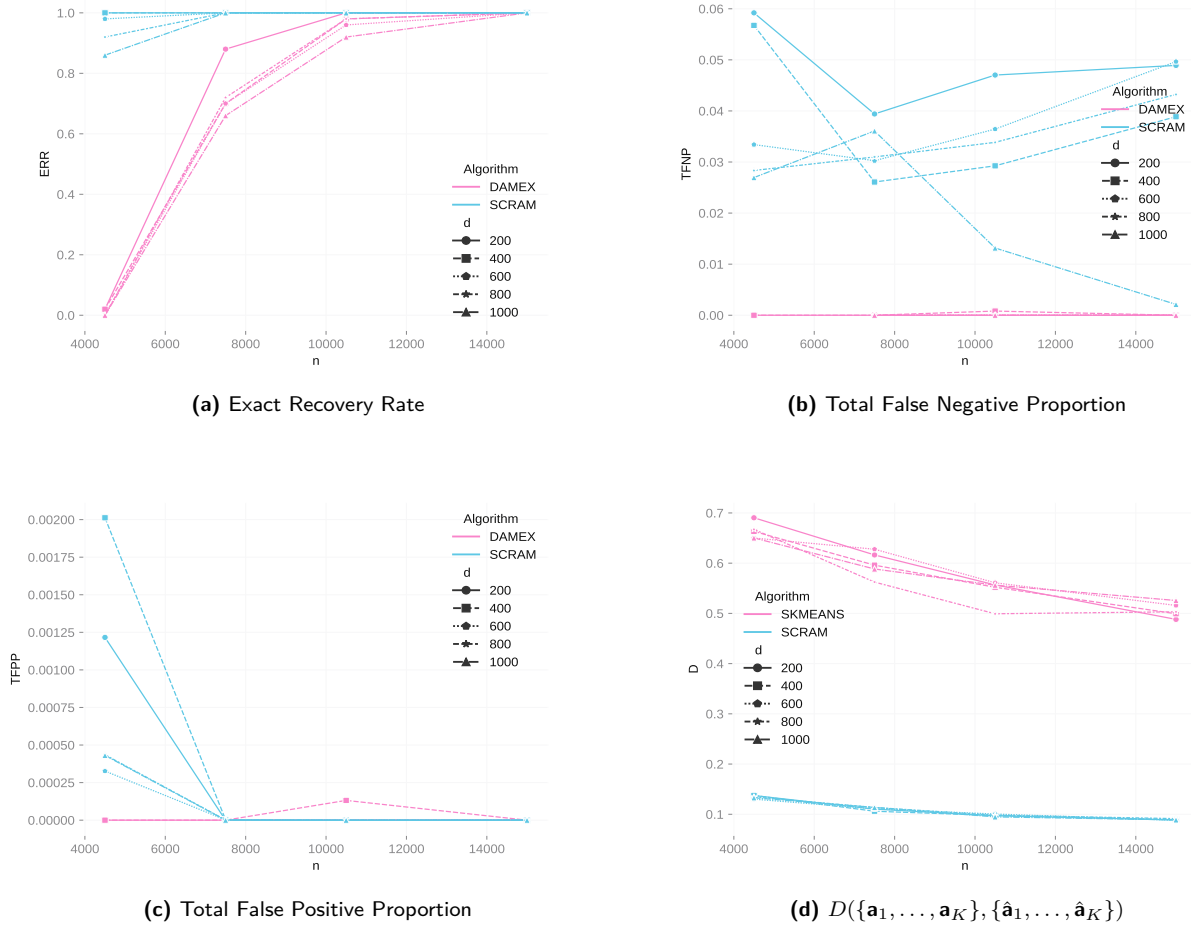 1.0
0.8
0.6
0.4
0.2
0.0
ERR
4000 6000 8000 10000 12000 14000
n
Algorithm
DAMEX
SCRAM
d
200
400
600
800
1000
(a) Exact Recovery Rate
0.06
0.05
0.04
0.03
0.02
0.01
0.00
TFNP
4000 6000 8000 10000 12000 14000
n
Algorithm
DAMEX
SCRAM
d
200
400
600
800
1000
(b) Total False Negative Proportion
0.00200
0.00175
0.00150
0.00125
0.00100
0.00075
0.00050
0.00025
0.00000
TFPP
4000 6000 8000 10000 12000 14000
n
Algorithm
DAMEX
SCRAM
d
200
400
600
800
1000
(c) Total False Positive Proportion
0.7
0.6
0.5
0.4
0.3
0.2
0.1
D
4000 6000 8000 10000 12000 14000
n
Algorithm
SKMEANS
SCRAM
d
200
400
600
800
1000
(d) D({a₁, . . . , a_K}, {â₁, . . . , â_K})